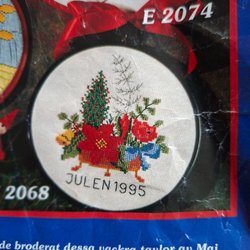 E 2074
JULEN 1995
2068
de broderat dessa vackra tavlor av Maj